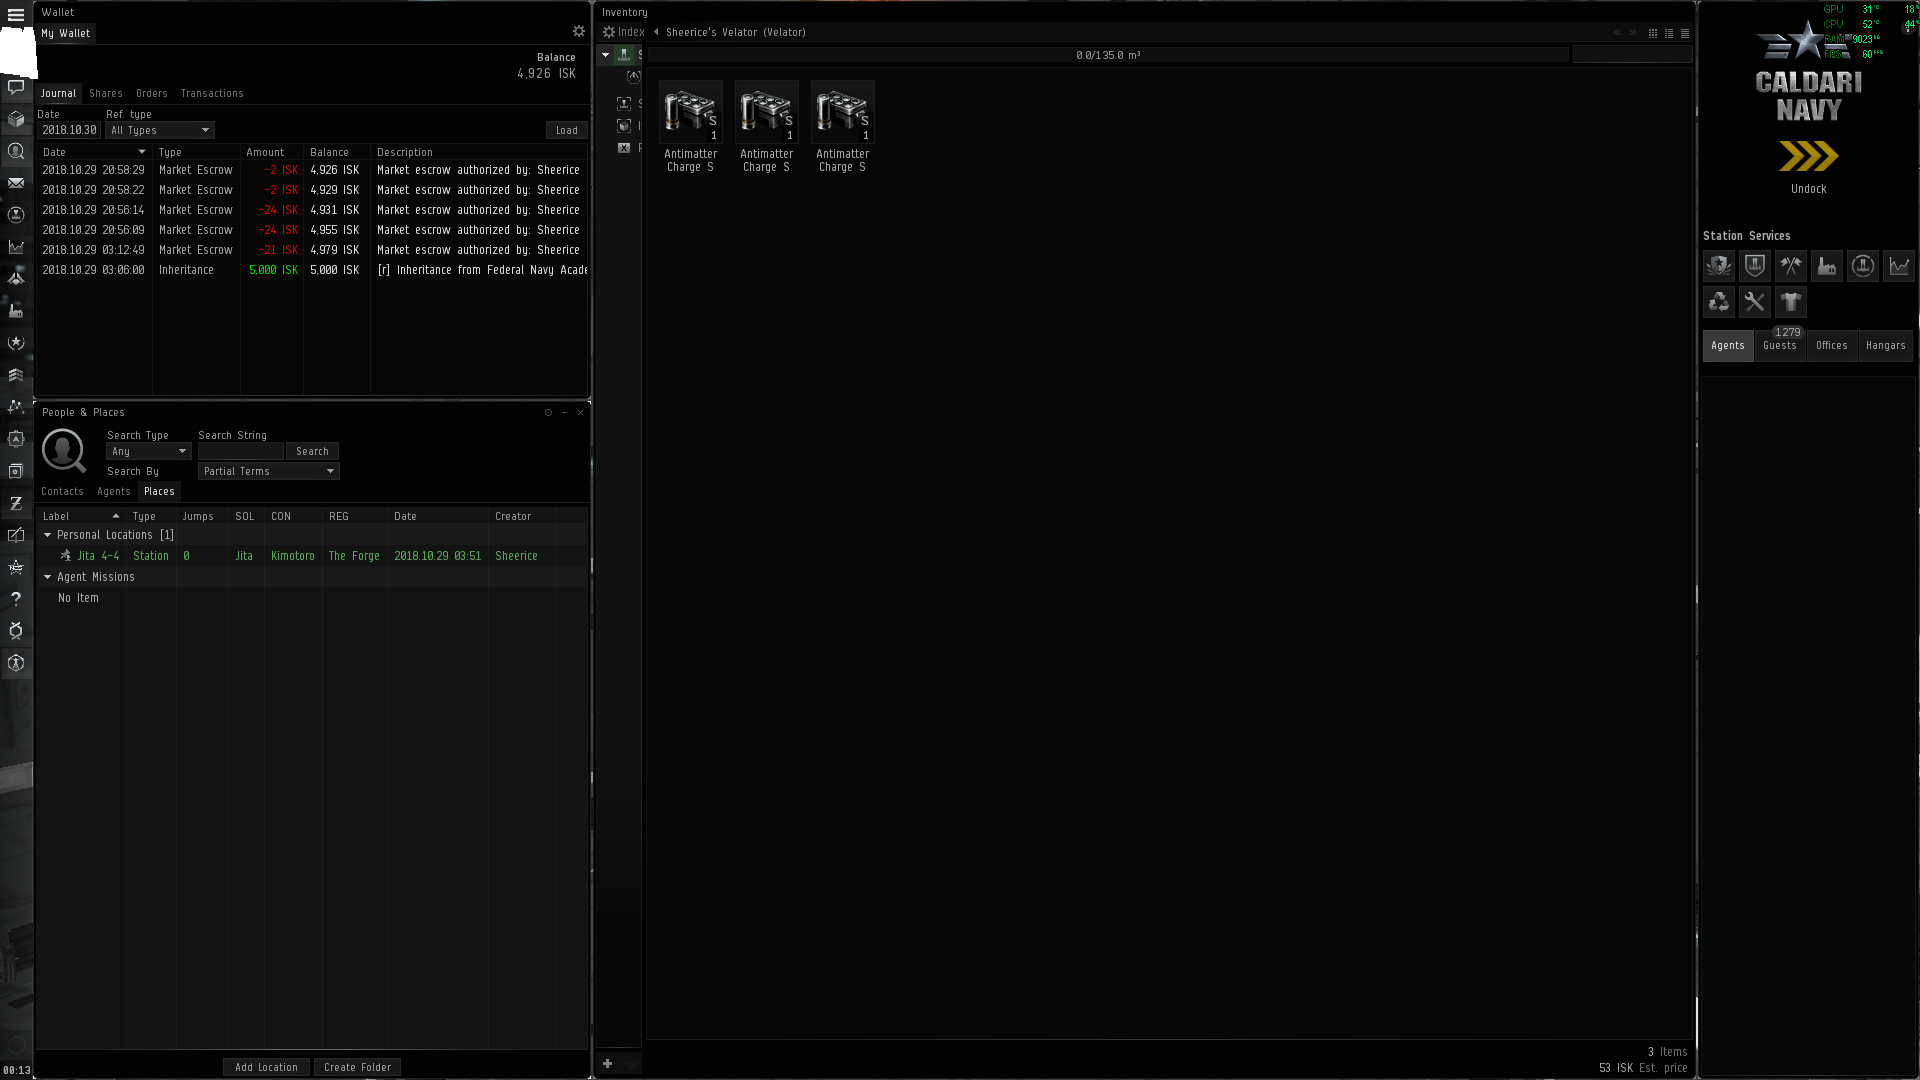 Wallet
My Wallet
Balance
4,926 ISK
Journal Shares Orders Transactions
Date Ref. type
2018.10.30 All Types Load
Date Type Amount Balance Description
2018.10.29 20:58:29 Market Escrow -2 ISK 4,926 ISK Market escrow authorized by: Sheerice
2018.10.29 20:58:22 Market Escrow -2 ISK 4,929 ISK Market escrow authorized by: Sheerice
2018.10.29 20:56:14 Market Escrow -24 ISK 4,931 ISK Market escrow authorized by: Sheerice
2018.10.29 20:56:09 Market Escrow -24 ISK 4,955 ISK Market escrow authorized by: Sheerice
2018.10.29 03:12:49 Market Escrow -21 ISK 4,979 ISK Market escrow authorized by: Sheerice
2018.10.29 03:06:00 Inheritance 5,000 ISK 5,000 ISK [r] Inheritance from Federal Navy Acade
People & Places
Search Type Search String
Any Search
Search By Partial Terms
Contacts Agents Places
Label Type Jumps SOL CON REG Date Creator
Personal Locations [1]
Jita 4-4 Station 0 Jita Kimotoro The Forge 2018.10.29 03:51 Sheerice
Agent Missions
No Item
Add Location Create Folder
00:13
Inventory
Index Sheerice's Velator (Velator)
0.0/135.0 m³
S S S
1 1 1
Antimatter Antimatter Antimatter
Charge S Charge S Charge S
3 Items
53 ISK Est. price
GPU 31°C 18
CPU 52°C 44
RAM 9023 MB
60 FPS
CALDARI
NAVY
Undock
Station Services
1279
Agents Guests Offices Hangars